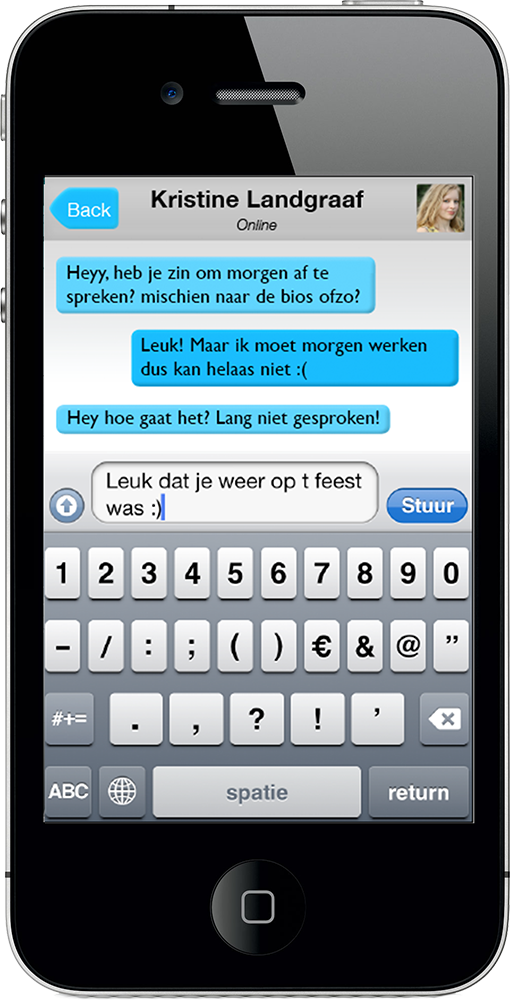 Back
Kristine Landgraaf
Online
Heyy, heb je zin om morgen af te
spreken? mischien naar de bios ofzo?
Leuk! Maar ik moet morgen werken
dus kan helaas niet :(
Hey hoe gaat het? Lang niet gesproken!
Leuk dat je weer op t feest
was :)
Stuur
1 2 3 4 5 6 7 8 9 0
- / : ; ( ) € & @ ”
#+= . , ? ! ’
ABC spatie return